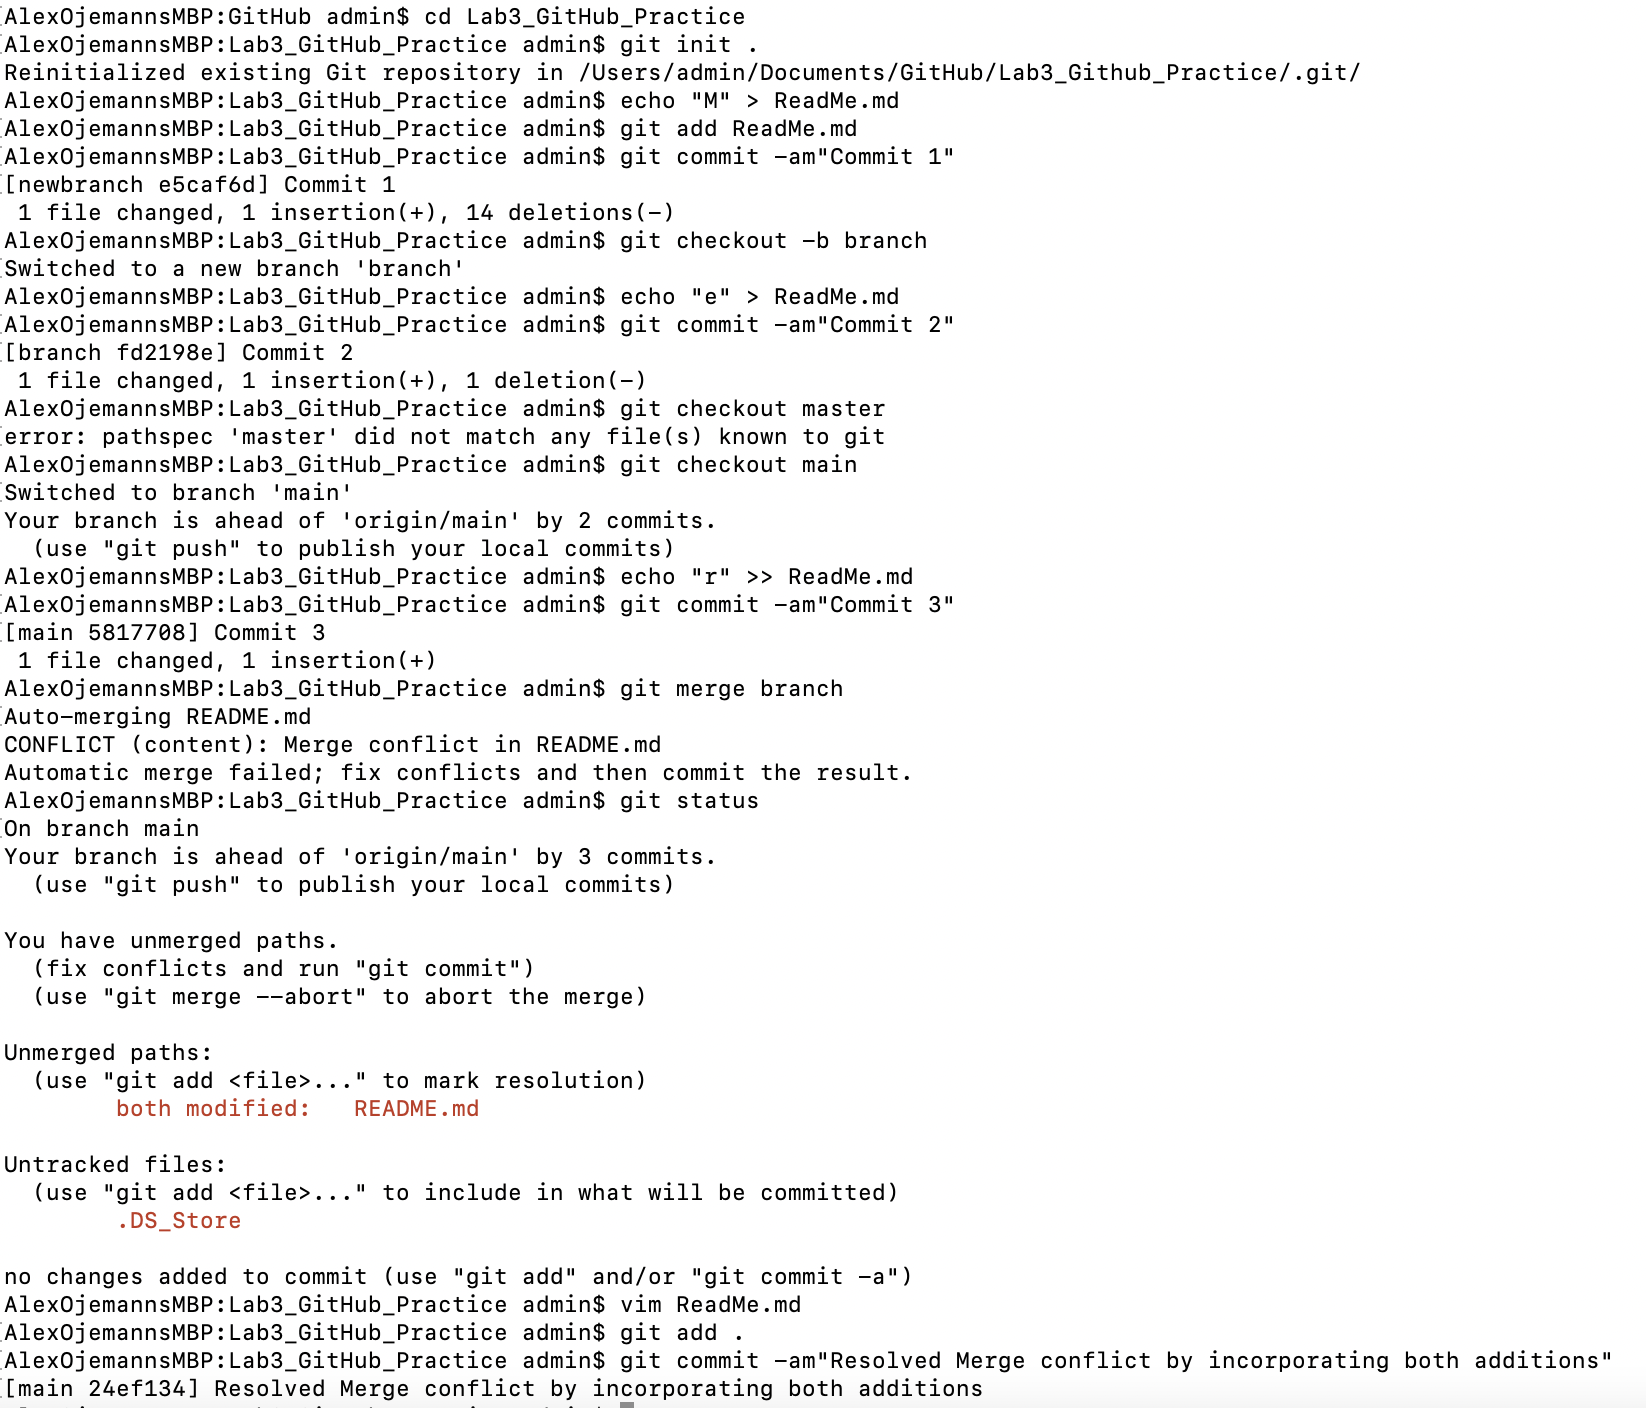 AlexOjemannsMBP:GitHub admin$ cd Lab3_GitHub_Practice
AlexOjemannsMBP:Lab3_GitHub_Practice admin$ git init .
Reinitialized existing Git repository in /Users/admin/Documents/GitHub/Lab3_Github_Practice/.git/
AlexOjemannsMBP:Lab3_GitHub_Practice admin$ echo "M" > ReadMe.md
AlexOjemannsMBP:Lab3_GitHub_Practice admin$ git add ReadMe.md
AlexOjemannsMBP:Lab3_GitHub_Practice admin$ git commit -am"Commit 1"
[newbranch e5caf6d] Commit 1
 1 file changed, 1 insertion(+), 14 deletions(-)
AlexOjemannsMBP:Lab3_GitHub_Practice admin$ git checkout -b branch
Switched to a new branch 'branch'
AlexOjemannsMBP:Lab3_GitHub_Practice admin$ echo "e" > ReadMe.md
AlexOjemannsMBP:Lab3_GitHub_Practice admin$ git commit -am"Commit 2"
[branch fd2198e] Commit 2
 1 file changed, 1 insertion(+), 1 deletion(-)
AlexOjemannsMBP:Lab3_GitHub_Practice admin$ git checkout master
error: pathspec 'master' did not match any file(s) known to git
AlexOjemannsMBP:Lab3_GitHub_Practice admin$ git checkout main
Switched to branch 'main'
Your branch is ahead of 'origin/main' by 2 commits.
  (use "git push" to publish your local commits)
AlexOjemannsMBP:Lab3_GitHub_Practice admin$ echo "r" >> ReadMe.md
AlexOjemannsMBP:Lab3_GitHub_Practice admin$ git commit -am"Commit 3"
[main 5817708] Commit 3
 1 file changed, 1 insertion(+)
AlexOjemannsMBP:Lab3_GitHub_Practice admin$ git merge branch
Auto-merging README.md
CONFLICT (content): Merge conflict in README.md
Automatic merge failed; fix conflicts and then commit the result.
AlexOjemannsMBP:Lab3_GitHub_Practice admin$ git status
On branch main
Your branch is ahead of 'origin/main' by 3 commits.
  (use "git push" to publish your local commits)

You have unmerged paths.
  (fix conflicts and run "git commit")
  (use "git merge --abort" to abort the merge)

Unmerged paths:
  (use "git add <file>..." to mark resolution)
        both modified:   README.md

Untracked files:
  (use "git add <file>..." to include in what will be committed)
        .DS_Store

no changes added to commit (use "git add" and/or "git commit -a")
AlexOjemannsMBP:Lab3_GitHub_Practice admin$ vim ReadMe.md
AlexOjemannsMBP:Lab3_GitHub_Practice admin$ git add .
AlexOjemannsMBP:Lab3_GitHub_Practice admin$ git commit -am"Resolved Merge conflict by incorporating both additions"
[main 24ef134] Resolved Merge conflict by incorporating both additions